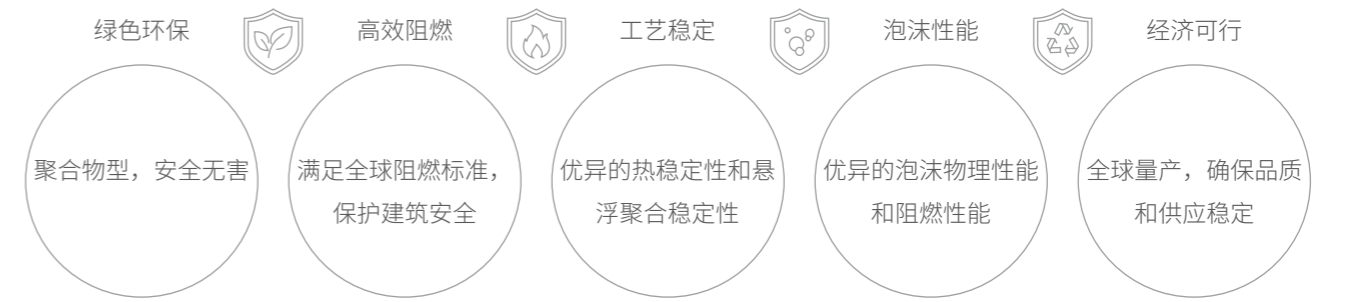 绿色环保
高效阻燃
工艺稳定
泡沫性能
经济可行
聚合物型，安全无害
满足全球阻燃标准，
保护建筑安全
优异的热稳定性和悬
浮聚合稳定性
优异的泡沫物理性能
和阻燃性能
全球量产，确保品质
和供应稳定